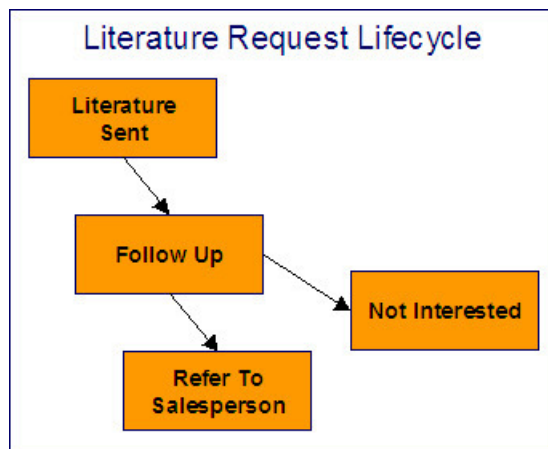 Literature Request Lifecycle
Literature
Sent
Follow Up
Not Interested
Refer To
Salesperson